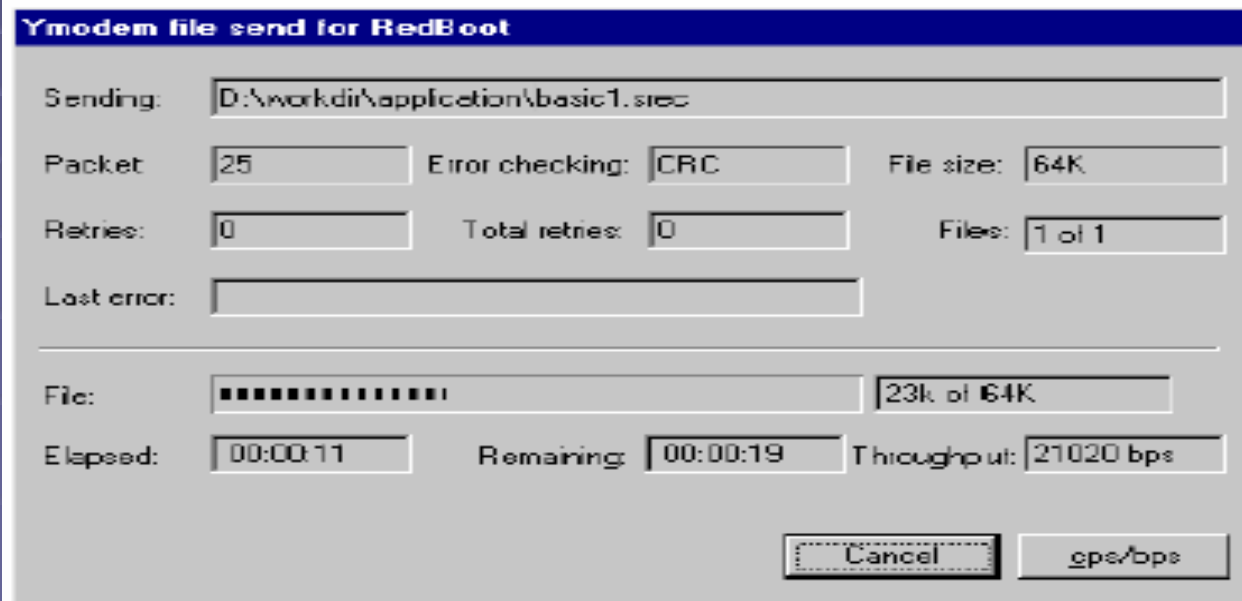 Ymodem file send for RedBoot
Sending: D:\workdir\application\basic1.srec
Packet: 25 Error checking: CRC File size: 64K
Retries: 0 Total retries: 0 Files: 1 of 1
Last error:
File: 23k of 64K
Elapsed: 00:00:11 Remaining: 00:00:19 Throughput: 21020 bps
Cancel cps/bps